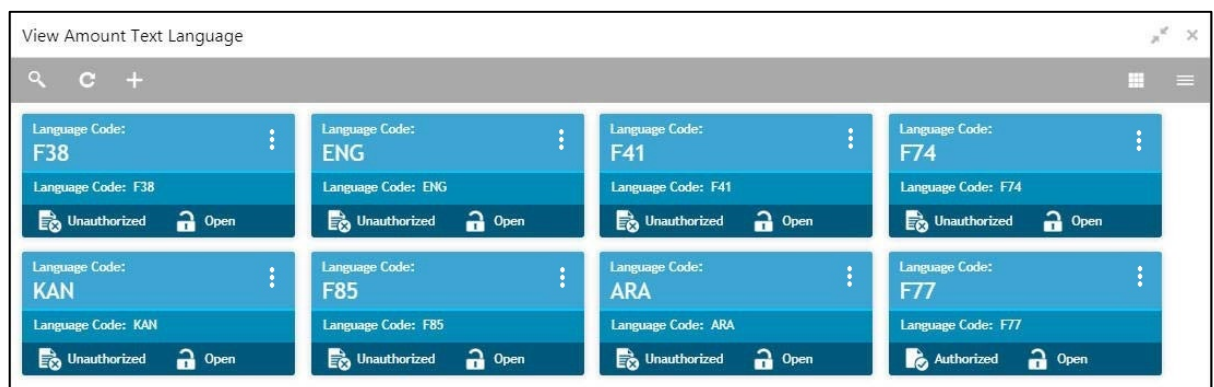 View Amount Text Language
Language Code:
F38
Language Code: F38
Unauthorized Open
Language Code:
ENG
Language Code: ENG
Unauthorized Open
Language Code:
F41
Language Code: F41
Unauthorized Open
Language Code:
F74
Language Code: F74
Unauthorized Open
Language Code:
KAN
Language Code: KAN
Unauthorized Open
Language Code:
F85
Language Code: F85
Unauthorized Open
Language Code:
ARA
Language Code: ARA
Unauthorized Open
Language Code:
F77
Language Code: F77
Authorized Open